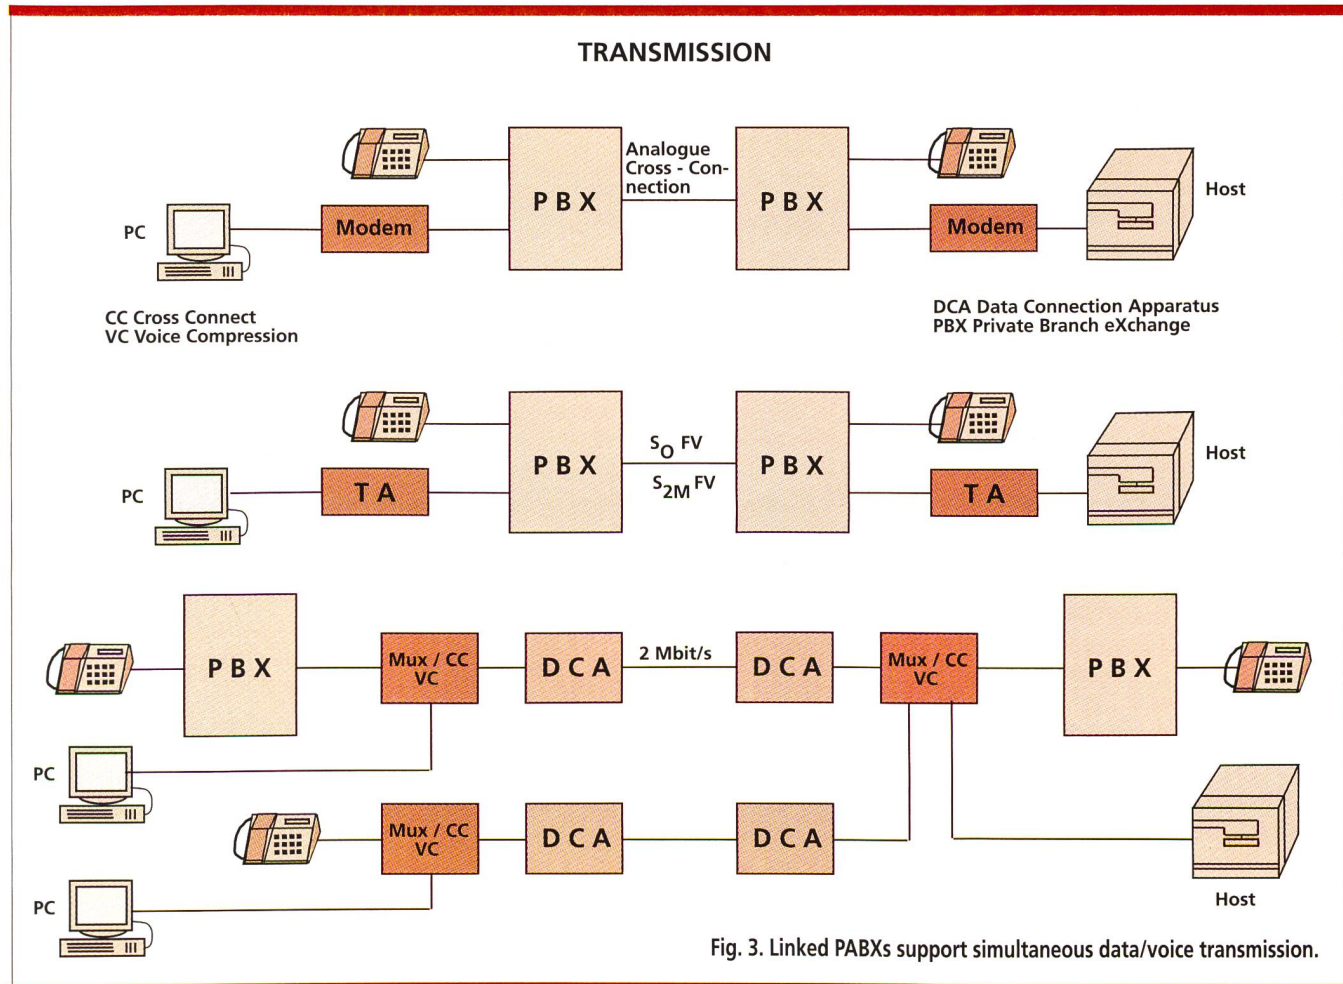 TRANSMISSION
Analogue
Cross - Con-
nection
PBX
PBX
Host
PC
Modem
Modem
CC Cross Connect
VC Voice Compression
DCA Data Connection Apparatus
PBX Private Branch eXchange
PBX
S0 FV
S2M FV
PBX
Host
PC
TA
TA
PBX
Mux / CC
VC
DCA
2 Mbit/s
DCA
Mux / CC
VC
PBX
PC
Mux / CC
VC
DCA
DCA
Host
PC
Fig. 3. Linked PABXs support simultaneous data/voice transmission.